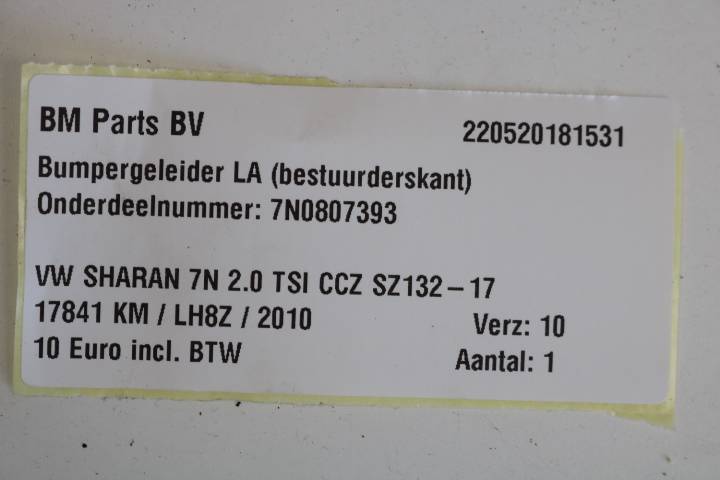 BM Parts BV 220520181531
Bumpergeleider LA (bestuurderskant)
Onderdeelnummer: 7N0807393
VW SHARAN 7N 2.0 TSI CCZ SZ132-17
17841 KM / LH8Z / 2010 Verz: 10
10 Euro incl. BTW Aantal: 1